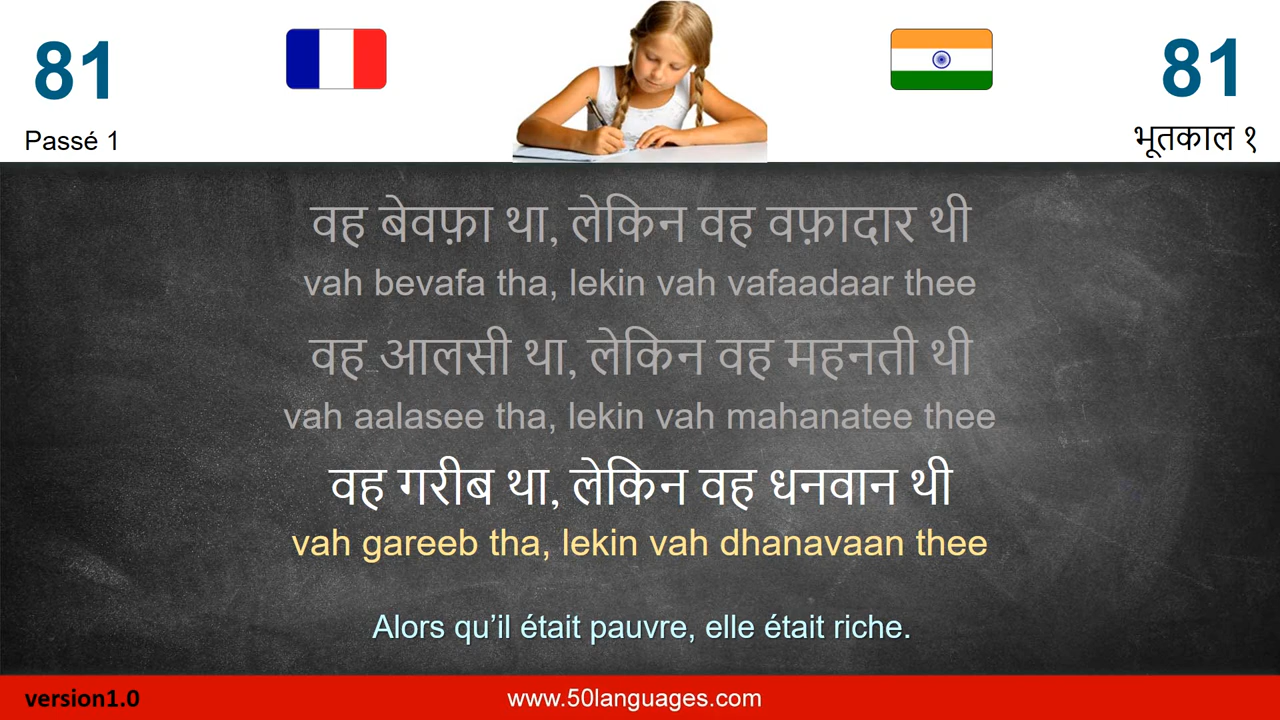 81
81
Passé 1
भूतकाल १
वह बेवफ़ा था, लेकिन वह वफ़ादार थी
vah bevafa tha, lekin vah vafaadaar thee
वह आलसी था, लेकिन वह महनती थी
vah aalasee tha, lekin vah mahanatee thee
वह गरीब था, लेकिन वह धनवान थी
vah gareeb tha, lekin vah dhanavaan thee
Alors qu’il était pauvre, elle était riche.
version1.0
www.50languages.com